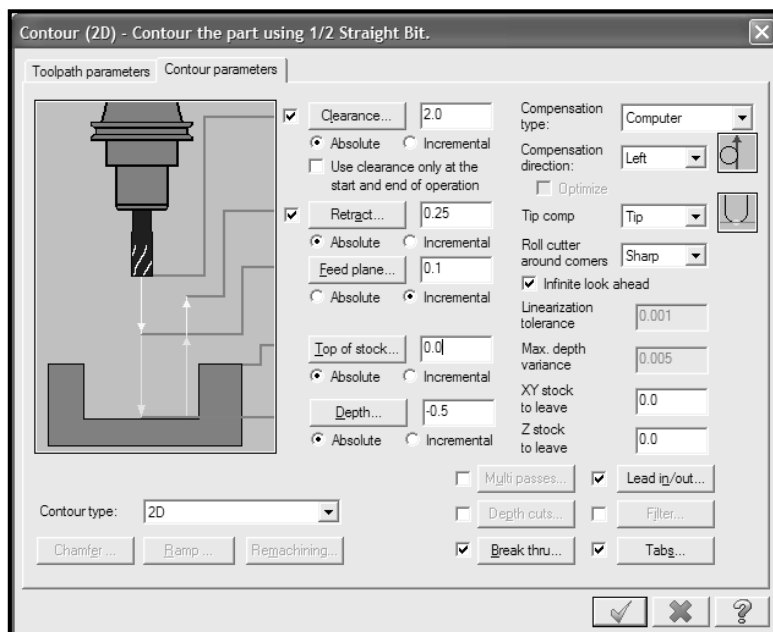 Contour (2D) - Contour the part using 1/2 Straight Bit.
Toolpath parameters
Contour parameters
Clearance...
2.0
Absolute
Incremental
Use clearance only at the
start and end of operation
Retract...
0.25
Absolute
Incremental
Feed plane...
0.1
Absolute
Incremental
Top of stock...
0.0
Absolute
Incremental
Depth...
-0.5
Absolute
Incremental
Compensation
type:
Computer
Compensation
direction:
Left
Optimize
Tip comp
Tip
Roll cutter
around corners
Sharp
Infinite look ahead
Linearization
tolerance
0.001
Max. depth
variance
0.005
XY stock
to leave
0.0
Z stock
to leave
0.0
Contour type:
2D
Chamfer ...
Ramp ...
Remachining...
Multi passes...
Lead in/out...
Depth cuts...
Filter...
Break thru...
Tabs...
?